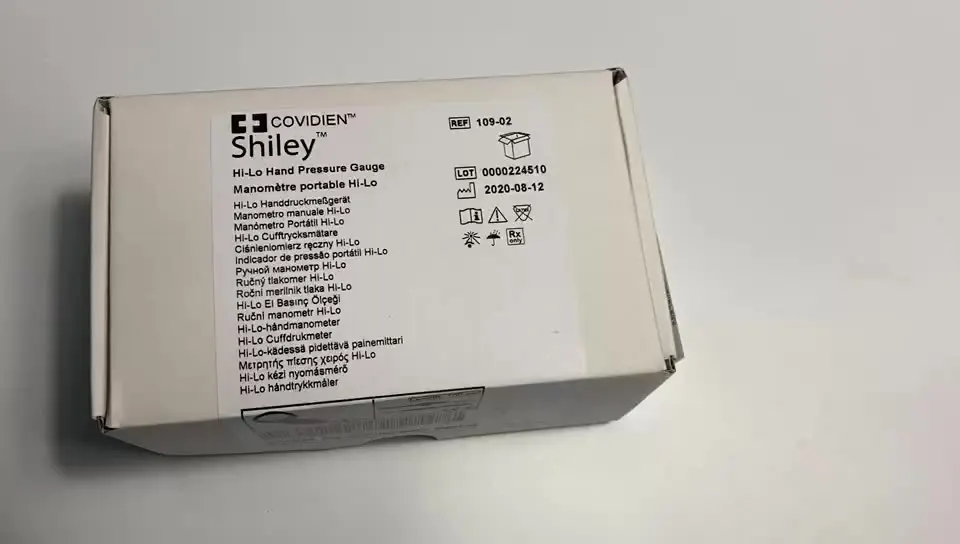 COVIDIEN™
Shiley™
Hi-Lo Hand Pressure Gauge
Manomètre portable Hi-Lo
Hi-Lo Handdruckmeßgerät
Manometro manuale Hi-Lo
Manómetro Portátil Hi-Lo
Hi-Lo Cufftrycksmätare
Ciśnieniomierz ręczny Hi-Lo
Indicador de pressão portátil Hi-Lo
Ручной манометр Hi-Lo
Ručný tlakomer Hi-Lo
Ročni merilnik tlaka Hi-Lo
Hi-Lo El Basınç Ölçeği
Ručni manometr Hi-Lo
Hi-Lo-håndmanometer
Hi-Lo Cuffdrukmeter
Hi-Lo-kädessä pidettävä painemittari
Μετρητής πίεσης χειρός Hi-Lo
Hi-Lo kézi nyomásmérő
Hi-Lo håndtrykkmåler
REF 109-02
LOT 0000224510
2020-08-12
Rx only